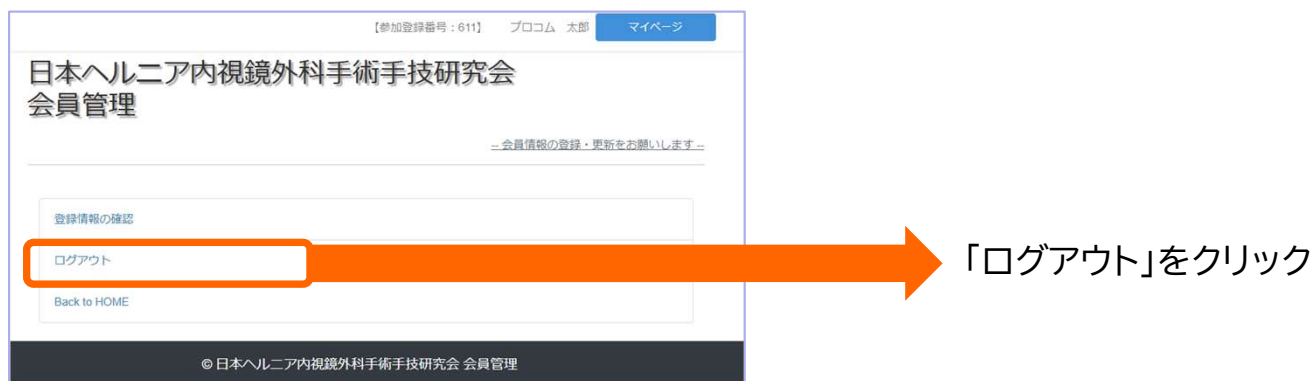 【参加登録番号：611】 プロコム 太郎 マイページ
日本ヘルニア内視鏡外科手術手技研究会
会員管理
-- 会員情報の登録・更新をお願いします --
登録情報の確認
ログアウト
「ログアウト」をクリック
Back to HOME
© 日本ヘルニア内視鏡外科手術手技研究会 会員管理